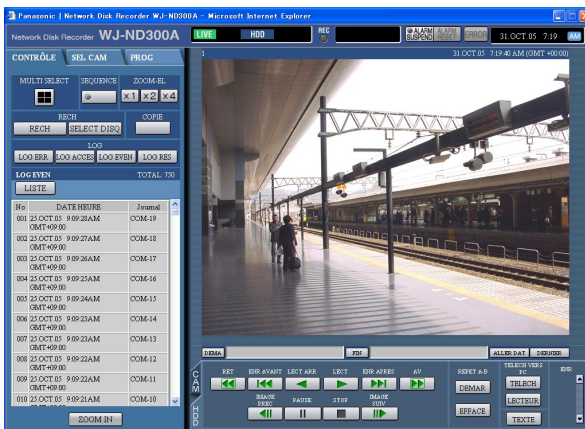 Panasonic | Network Disk Recorder WJ-ND300A - Microsoft Internet Explorer
Network Disk Recorder WJ-ND300A
LIVE HDD REC ALARM SUSPEND ALARM RESET ERROR 31.OCT.05 7:19 AM
CONTRÔLE SEL CAM PROG
1 31.OCT.05 7:19:40 AM (GMT +00:00)
MULTI SELECT SEQUENCE ZOOM-EL
x1 x2 x4
RECH COPIE
RECH SELECT DISQ
LOG
LOG ERR LOG ACCES LOG EVEN LOG RES
LOG EVEN TOTAL: 750
LISTE
No DATE HEURE Journal
001 25.OCT.05 9:09:28AM COM-19
GMT+09:00
002 25.OCT.05 9:09:27AM COM-18
GMT+09:00
003 25.OCT.05 9:09:26AM COM-17
GMT+09:00
004 25.OCT.05 9:09:25AM COM-16
GMT+09:00
005 25.OCT.05 9:09:24AM COM-15
GMT+09:00
006 25.OCT.05 9:09:23AM COM-14
GMT+09:00
007 25.OCT.05 9:09:23AM COM-13
GMT+09:00
008 25.OCT.05 9:09:22AM COM-12
GMT+09:00
009 25.OCT.05 9:09:22AM COM-11
GMT+09:00
010 25.OCT.05 9:09:21AM COM-10
ZOOM IN
DEMA FIN ALLER DAT DERNIER
CAM
HDD
RET ENR AVANT LECT ARR LECT ENR APRES AV
IMAGE PREC PAUSE STOP IMAGE SUIV
REPET A-B
DEMAR
EFFACE
TELECH VERS PC
TELECH
LECTEUR
TEXTE
ENR